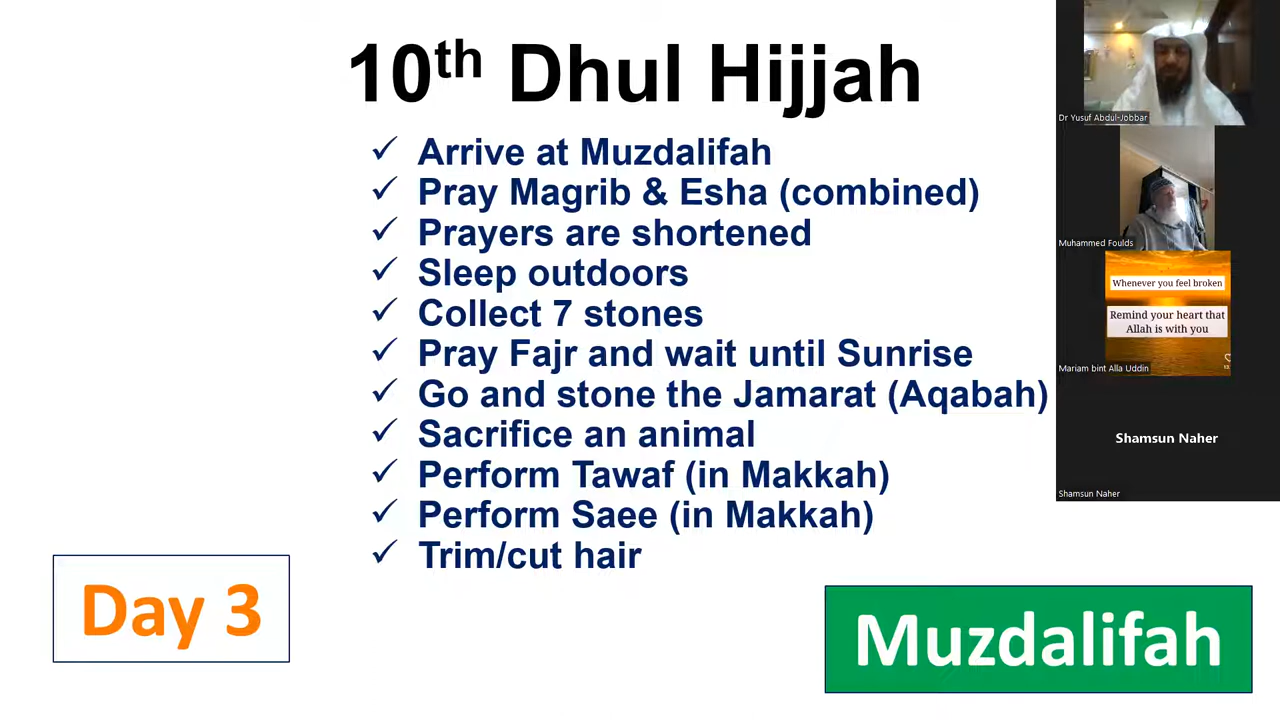 10th Dhul Hijjah
Arrive at Muzdalifah
Pray Magrib & Esha (combined)
Prayers are shortened
Sleep outdoors
Collect 7 stones
Pray Fajr and wait until Sunrise
Go and stone the Jamarat (Aqabah)
Sacrifice an animal
Perform Tawaf (in Makkah)
Perform Saee (in Makkah)
Trim/cut hair
Day 3
Muzdalifah
Dr Yusuf Abdul-Jobbar
Muhammed Foulds
Whenever you feel broken
Remind your heart that
Allah is with you
Mariam bint Alla Uddin
Shamsun Naher
Shamsun Naher